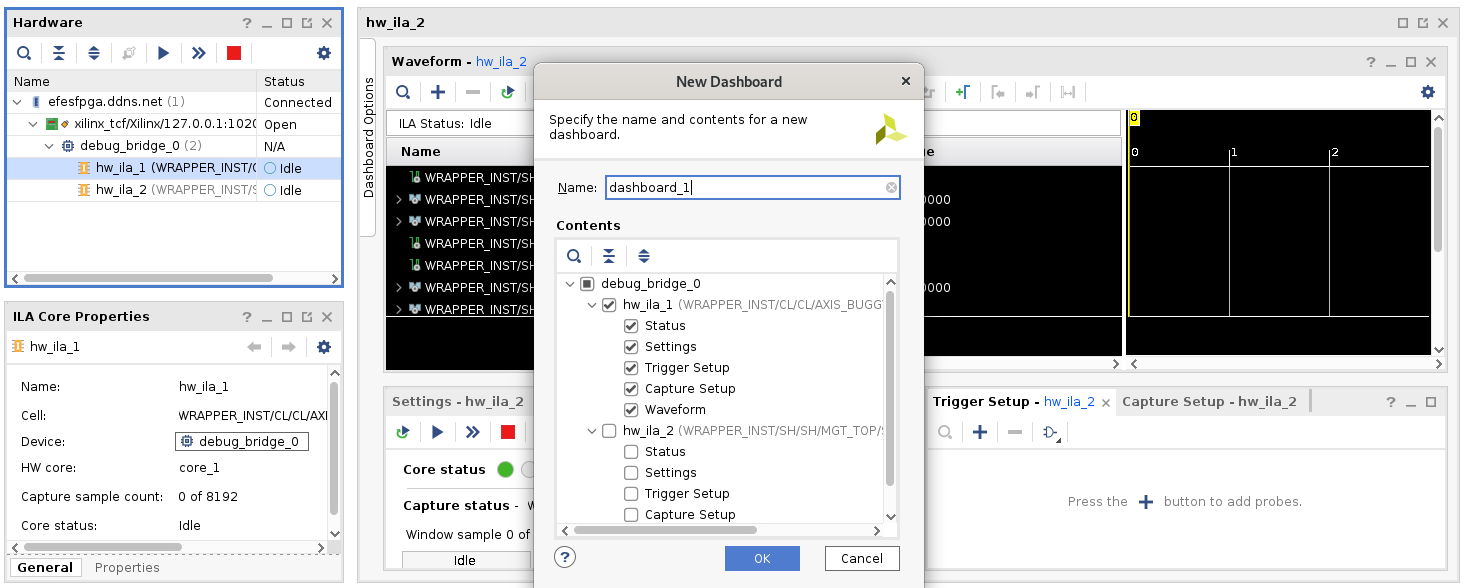 Hardware
Name Status
efesfpga.ddns.net (1) Connected
xilinx_tcf/Xilinx/127.0.0.1:1020 Open
debug_bridge_0 (2) N/A
hw_ila_1 (WRAPPER_INST/C Idle
hw_ila_2 (WRAPPER_INST/S Idle
ILA Core Properties
hw_ila_1
Name: hw_ila_1
Cell: WRAPPER_INST/CL/CL/AXI
Device: debug_bridge_0
HW core: core_1
Capture sample count: 0 of 8192
Core status: Idle
General Properties
hw_ila_2
Dashboard Options
Waveform - hw_ila_2
ILA Status: Idle
Name
WRAPPER_INST/SH
WRAPPER_INST/SH
WRAPPER_INST/SH
WRAPPER_INST/SH
WRAPPER_INST/SH
WRAPPER_INST/SH
WRAPPER_INST/SH
ue
0000
0000
0000
0
0 1 2
Settings - hw_ila_2
Core status
Capture status - W
Window sample 0 of
Idle
Trigger Setup - hw_ila_2 × Capture Setup - hw_ila_2
Press the + button to add probes.
New Dashboard
Specify the name and contents for a new
dashboard.
Name: dashboard_1
Contents
debug_bridge_0
hw_ila_1 (WRAPPER_INST/CL/CL/AXIS_BUGG
Status
Settings
Trigger Setup
Capture Setup
Waveform
hw_ila_2 (WRAPPER_INST/SH/SH/MGT_TOP/S
Status
Settings
Trigger Setup
Capture Setup
? OK Cancel